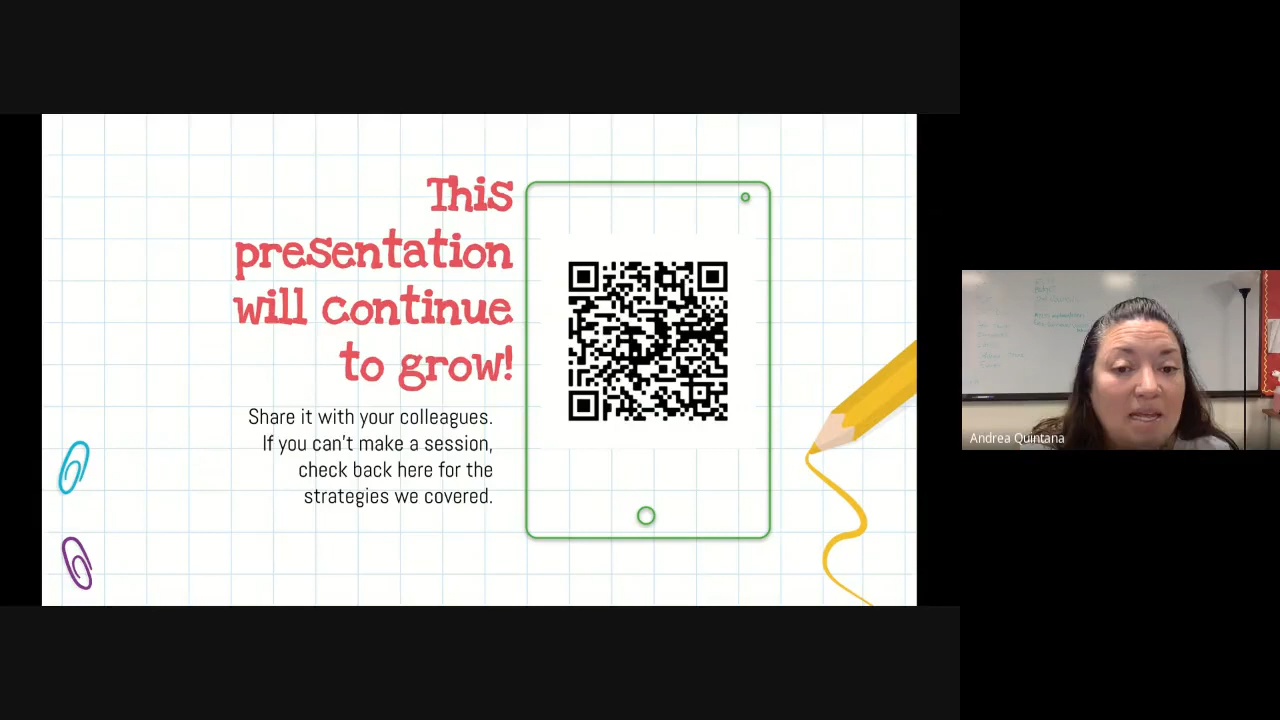 This
presentation
will continue
to grow!
Share it with your colleagues.
If you can't make a session,
check back here for the
strategies we covered.
Andrea Quintana